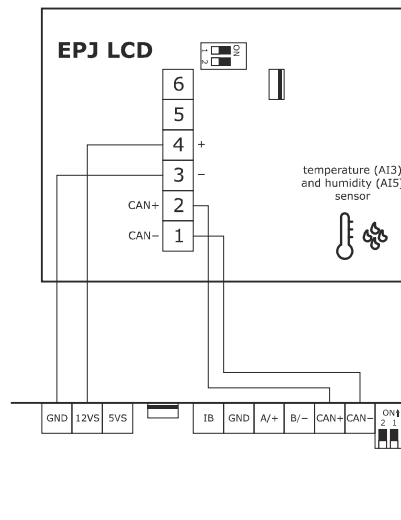 EPJ LCD
ON
1
2
6
5
4 +
3 −
CAN+ 2
CAN− 1
temperature (AI3)
and humidity (AI5)
sensor
GND 12VS 5VS IB GND A/+ B/− CAN+ CAN−
ON
2 1